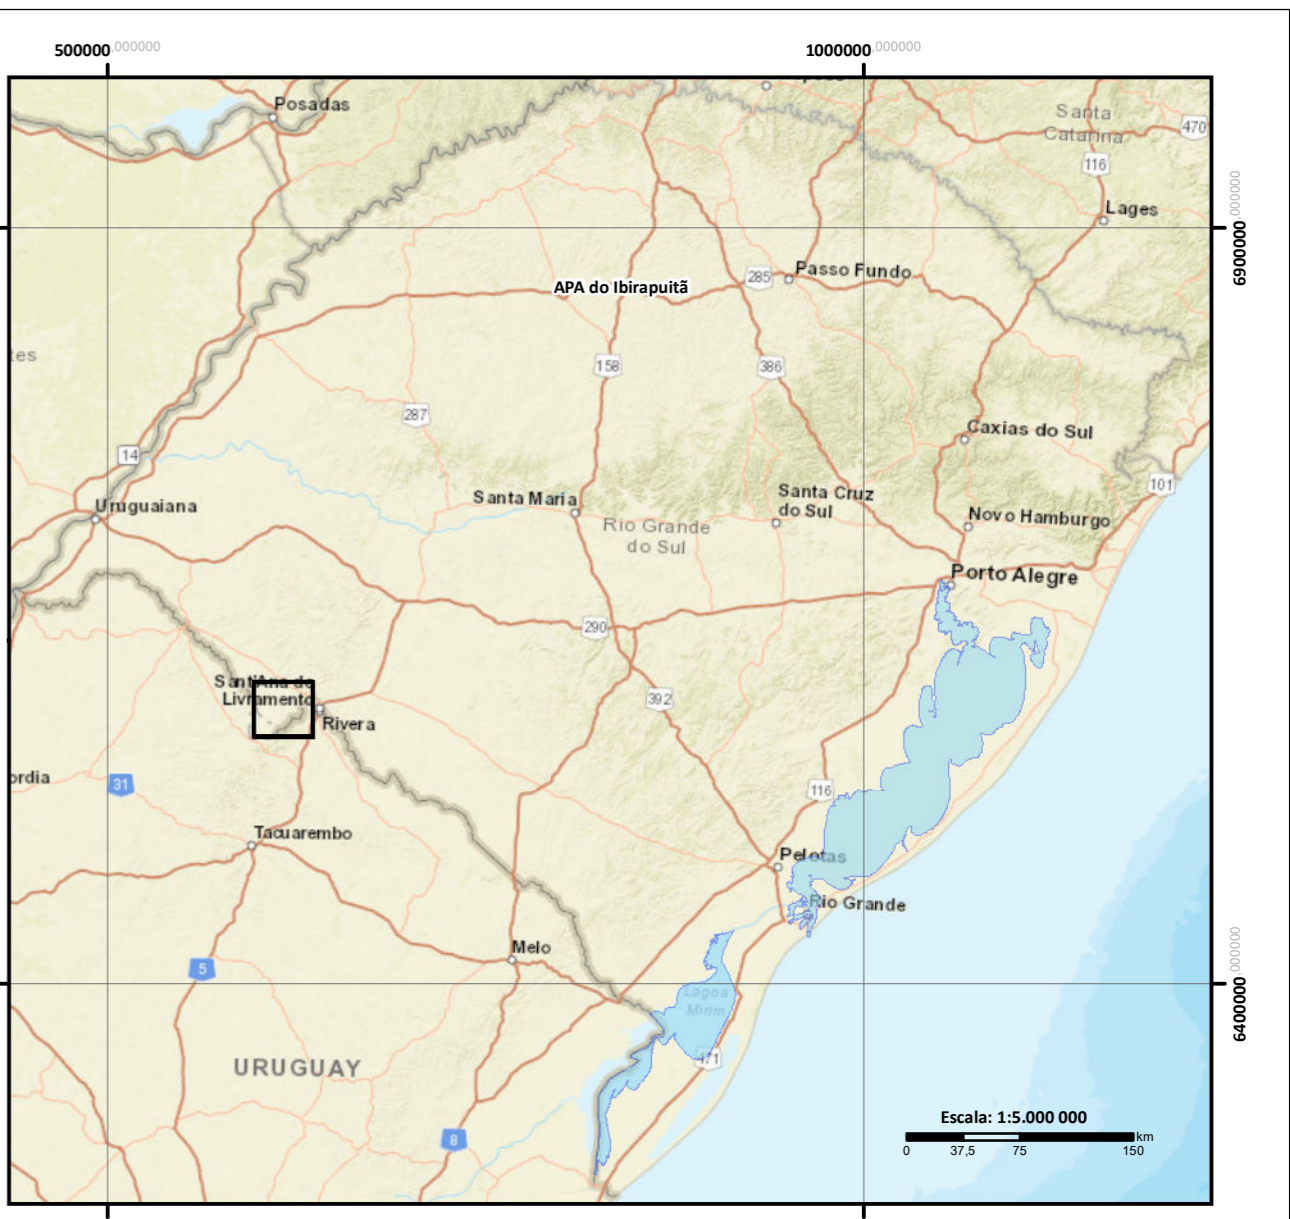 500000,000000
1000000,000000
Posadas
Santa
Catarina
470
116
Lages
6900000,000000
285
Passo Fundo
APA do Ibirapuitã
tes
158
386
287
Caxias do Sul
14
101
Uruguaiana
Santa Maria
Santa Cruz
do Sul
Rio Grande
do Sul
Novo Hamburgo
Porto Alegre
290
Sant'Ana do
Livramento
392
Rivera
ordia
31
116
Tacuarembo
Pelotas
Rio Grande
Melo
5
Lagoa
Mirim
6400000,000000
471
URUGUAY
Escala: 1:5.000 000
km
0
37,5
75
150
8